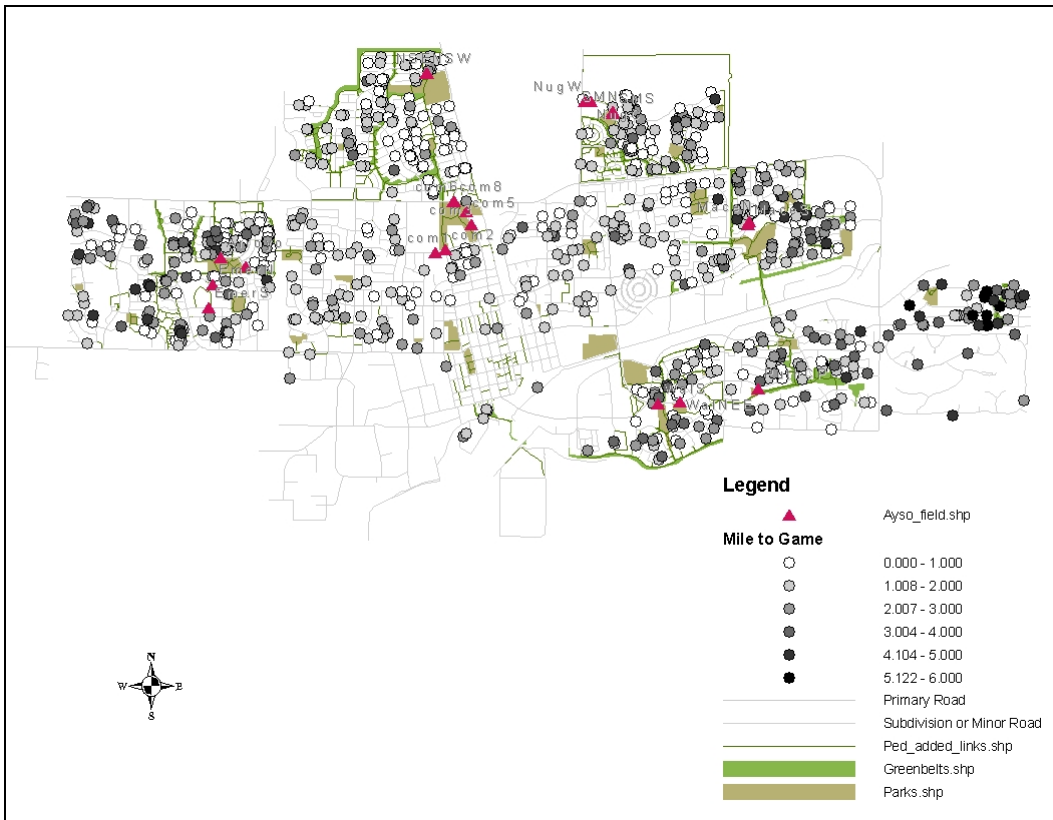 NugW
com2
Legend
Ayso_field.shp
Mile to Game
0.000 - 1.000
1.008 - 2.000
2.007 - 3.000
3.004 - 4.000
4.104 - 5.000
5.122 - 6.000
Primary Road
Subdivision or Minor Road
Ped_added_links.shp
Greenbelts.shp
Parks.shp
N
W E
S